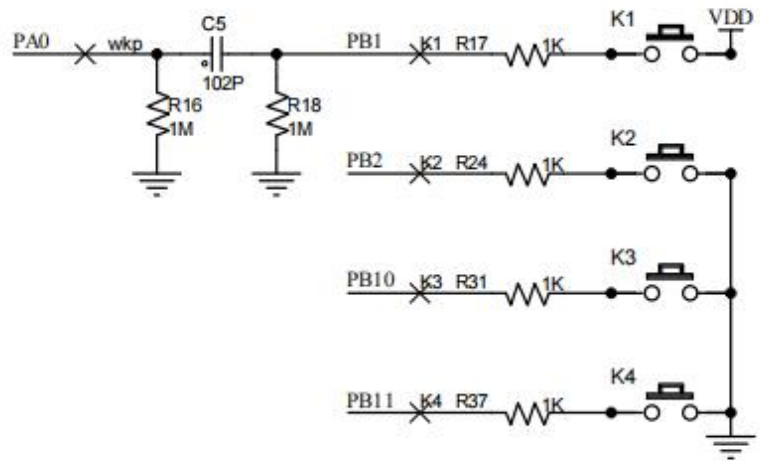 C5 K1 VDD
PA0 wkp PB1 K1 R17 1K
102P
R16 R18
1M 1M
K2
PB2 K2 R24 1K
K3
PB10 K3 R31 1K
K4
PB11 K4 R37 1K